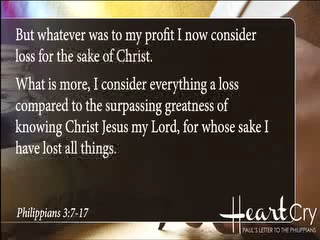 But whatever was to my profit I now consider
loss for the sake of Christ.
What is more, I consider everything a loss
compared to the surpassing greatness of
knowing Christ Jesus my Lord, for whose sake I
have lost all things.
Philippians 3:7-17
HeartCry
PAUL'S LETTER TO THE PHILIPPIANS